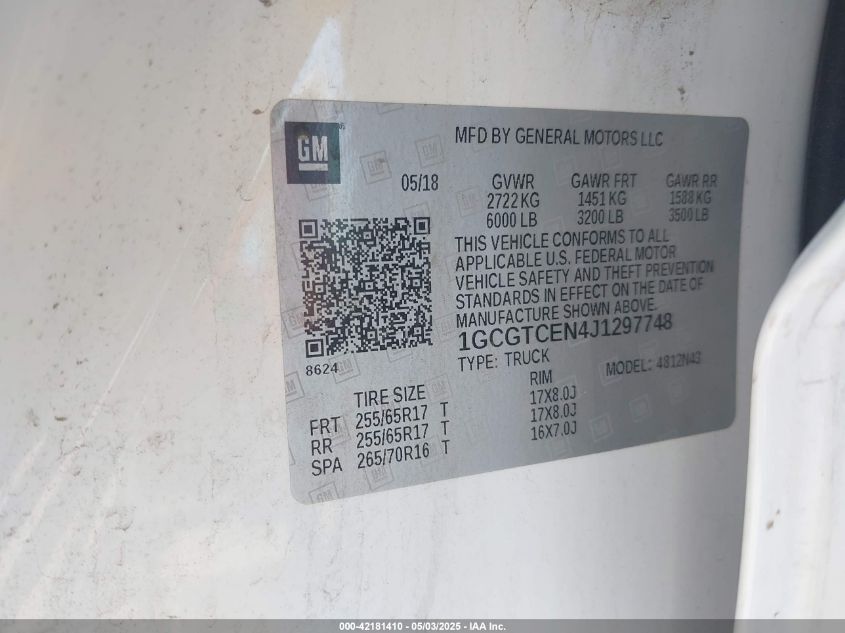 GM
MFD BY GENERAL MOTORS LLC
05/18
GVWR GAWR FRT GAWR RR
2722 KG 1451 KG 1588 KG
6000 LB 3200 LB 3500 LB
THIS VEHICLE CONFORMS TO ALL
APPLICABLE U.S. FEDERAL MOTOR
VEHICLE SAFETY AND THEFT PREVENTION
STANDARDS IN EFFECT ON THE DATE OF
MANUFACTURE SHOWN ABOVE.
1GCGTCEN4J1297748
8624
TYPE: TRUCK MODEL: 4812N43
TIRE SIZE RIM
FRT 255/65R17 T 17X8.0J
RR 255/65R17 T 17X8.0J
SPA 265/70R16 T 16X7.0J
000-42181410 - 05/03/2025 - IAA Inc.